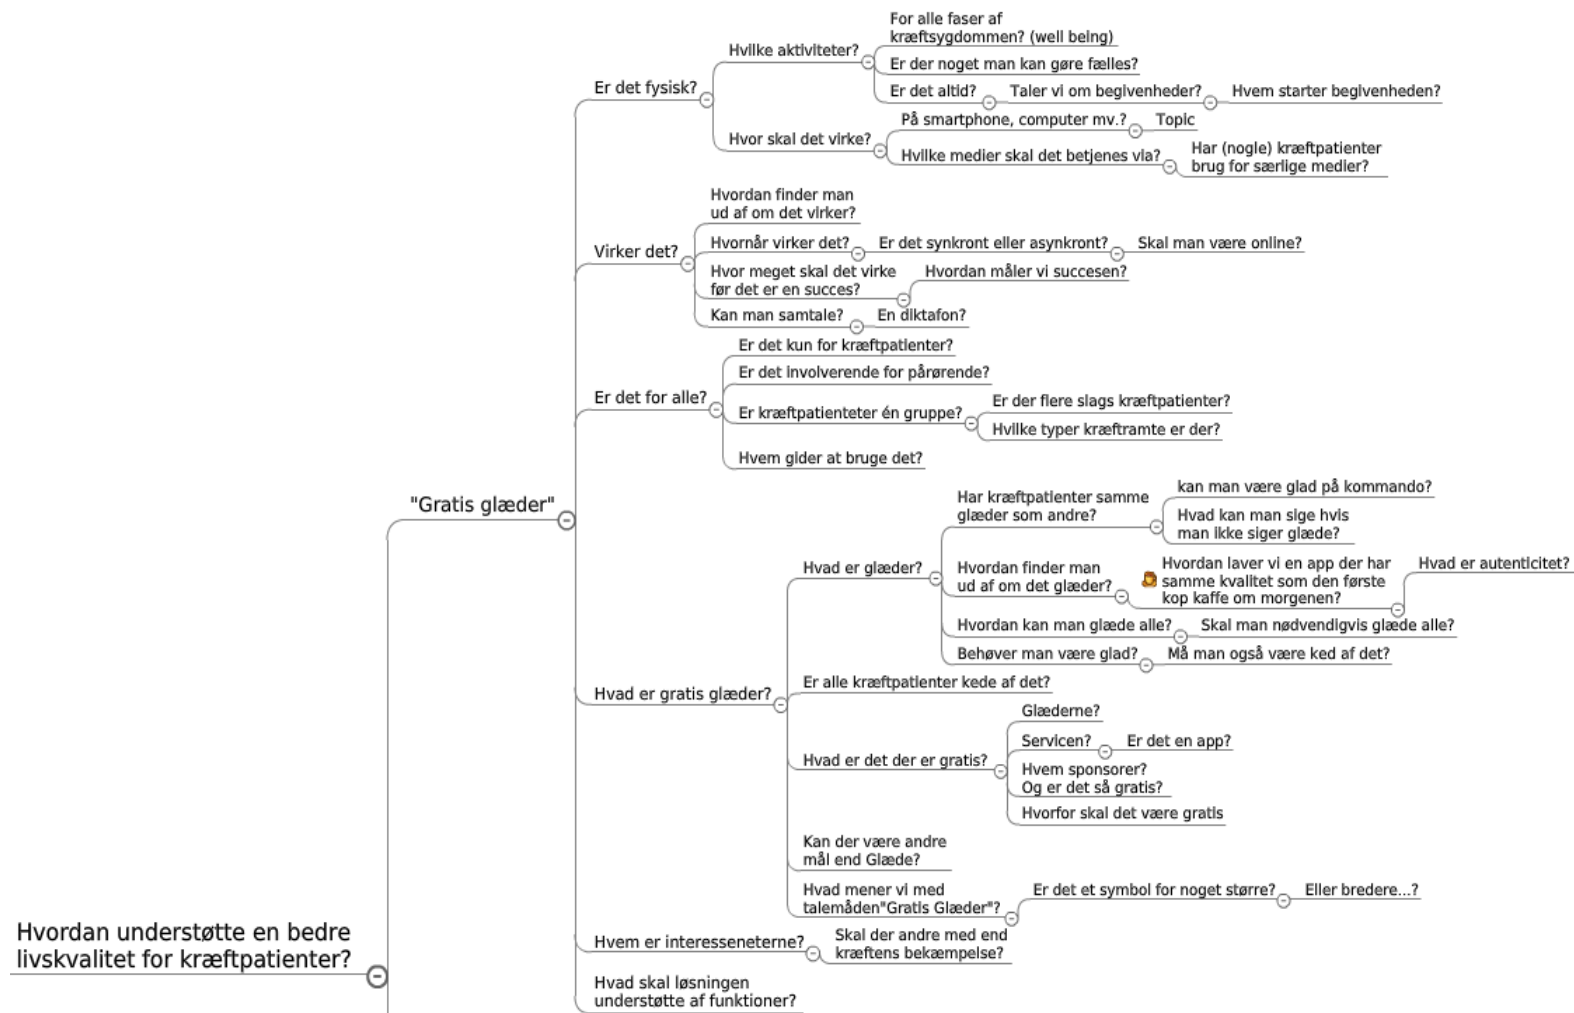 For alle faser af
kræftsygdommen? (well being)
Hvilke aktiviteter?
Er der noget man kan gøre fælles?
Er det fysisk?
Er det altid?
Taler vi om begivenheder?
Hvem starter begivenheden?
På smartphone, computer mv.?
Topic
Hvor skal det virke?
Hvilke medier skal det betjenes via?
Har (nogle) kræftpatienter
brug for særlige medier?
Hvordan finder man
ud af om det virker?
Virker det?
Hvornår virker det?
Er det synkront eller asynkront?
Skal man være online?
Hvor meget skal det virke
før det er en succes?
Hvordan måler vi succesen?
Kan man samtale?
En diktafon?
Er det kun for kræftpatienter?
Er det involverende for pårørende?
Er det for alle?
Er kræftpatienteter én gruppe?
Er der flere slags kræftpatienter?
Hvilke typer kræftramte er der?
Hvem gider at bruge det?
"Gratis glæder"
Har kræftpatienter samme
glæder som andre?
kan man være glad på kommando?
Hvad kan man sige hvis
man ikke siger glæde?
Hvad er glæder?
Hvordan finder man
ud af om det glæder?
Hvordan laver vi en app der har
samme kvalitet som den første
kop kaffe om morgenen?
Hvad er autenticitet?
Hvordan kan man glæde alle?
Skal man nødvendigvis glæde alle?
Behøver man være glad?
Må man også være ked af det?
Hvad er gratis glæder?
Er alle kræftpatienter kede af det?
Glæderne?
Servicen?
Er det en app?
Hvad er det der er gratis?
Hvem sponsorer?
Og er det så gratis?
Hvorfor skal det være gratis
Kan der være andre
mål end Glæde?
Hvad mener vi med
talemåden"Gratis Glæder"?
Er det et symbol for noget større?
Eller bredere...?
Hvordan understøtte en bedre
livskvalitet for kræftpatienter?
Hvem er interesseneterne?
Skal der andre med end
kræftens bekæmpelse?
Hvad skal løsningen
understøtte af funktioner?